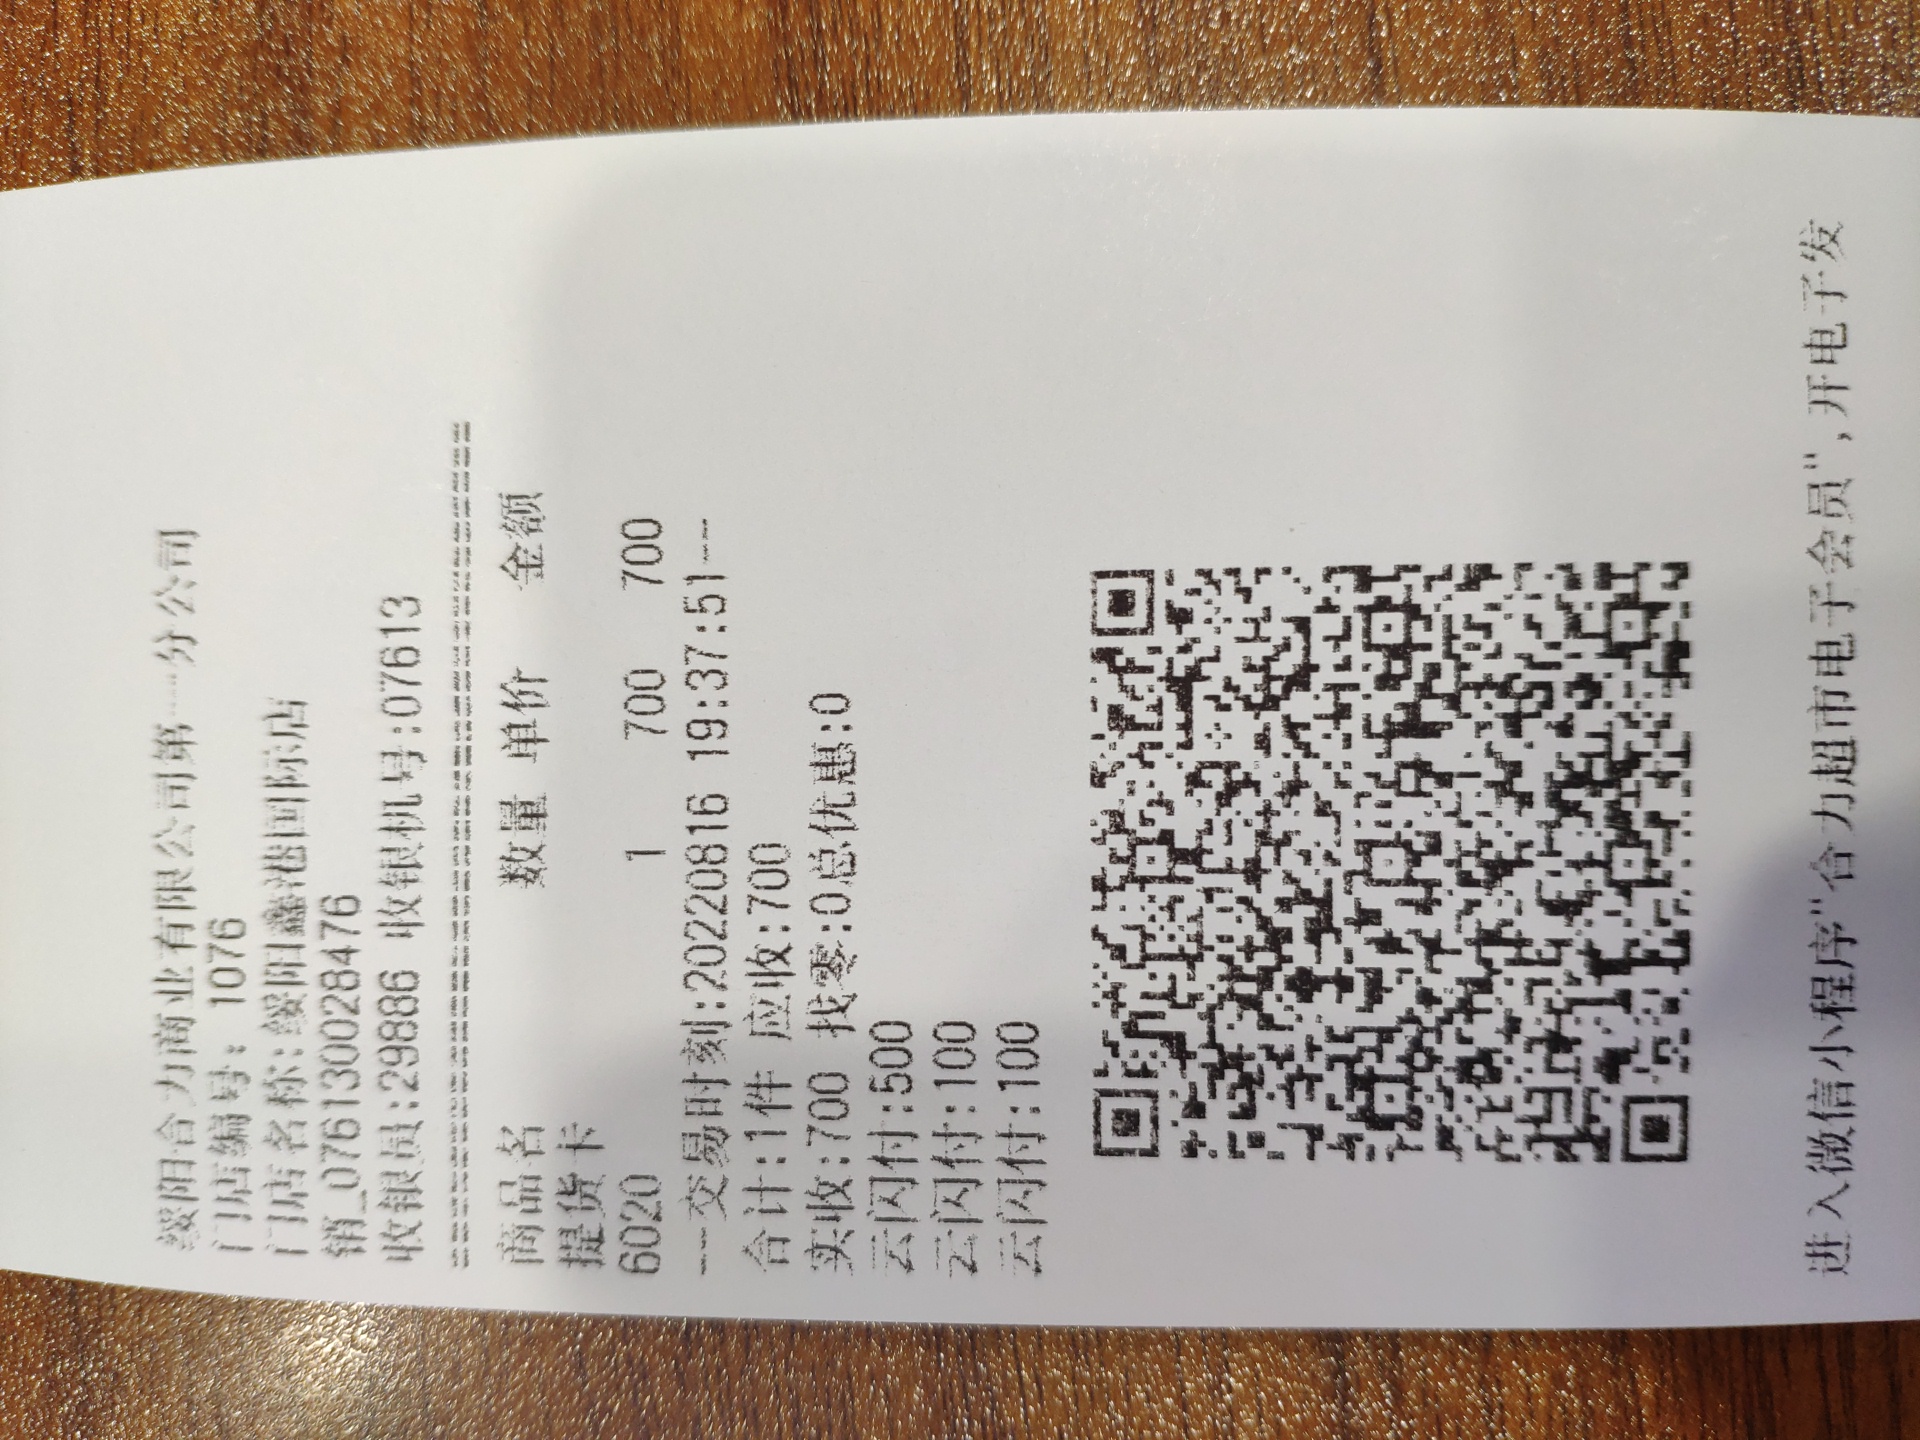 绥阳合力商业有限公司第一分公司
门店编号: 1076
门店名称:绥阳鑫港国际店
销_0761300028476
收银员:29886 收银机号:07613
商品名 数量 单价 金额
提货卡
6020 1 700 700
---交易时刻:20220816 19:37:51---
合计:1件 应收:700
实收:700 找零:0总优惠:0
云闪付:500
云闪付:100
云闪付:100
进入微信小程序"合力超市电子会员",开电子发